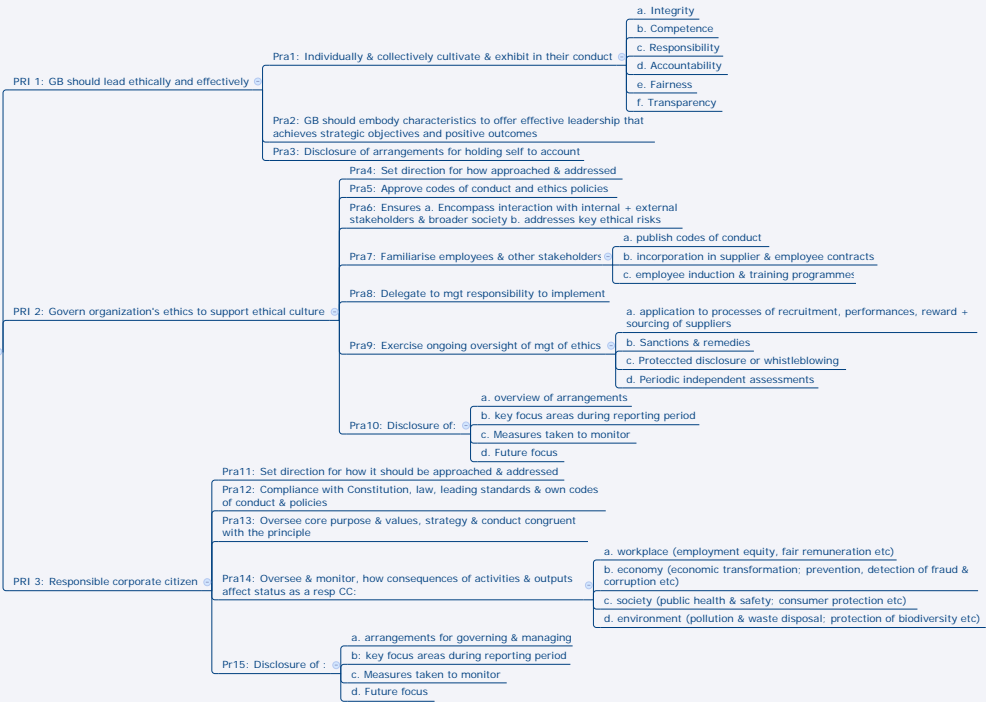 PRI 1: GB should lead ethically and effectively
Pra1: Individually & collectively cultivate & exhibit in their conduct
a. Integrity
b. Competence
c. Responsibility
d. Accountability
e. Fairness
f. Transparency
Pra2: GB should embody characteristics to offer effective leadership that
achieves strategic objectives and positive outcomes
Pra3: Disclosure of arrangements for holding self to account
PRI 2: Govern organization's ethics to support ethical culture
Pra4: Set direction for how approached & addressed
Pra5: Approve codes of conduct and ethics policies
Pra6: Ensures a. Encompass interaction with internal + external
stakeholders & broader society b. addresses key ethical risks
Pra7: Familiarise employees & other stakeholders
a. publish codes of conduct
b. incorporation in supplier & employee contracts
c. employee induction & training programmes
Pra8: Delegate to mgt responsibility to implement
Pra9: Exercise ongoing oversight of mgt of ethics
a. application to processes of recruitment, performances, reward +
sourcing of suppliers
b. Sanctions & remedies
c. Proteccted disclosure or whistleblowing
d. Periodic independent assessments
Pra10: Disclosure of:
a. overview of arrangements
b. key focus areas during reporting period
c. Measures taken to monitor
d. Future focus
PRI 3: Responsible corporate citizen
Pra11: Set direction for how it should be approached & addressed
Pra12: Compliance with Constitution, law, leading standards & own codes
of conduct & policies
Pra13: Oversee core purpose & values, strategy & conduct congruent
with the principle
Pra14: Oversee & monitor, how consequences of activities & outputs
affect status as a resp CC:
a. workplace (employment equity, fair remuneration etc)
b. economy (economic transformation; prevention, detection of fraud &
corruption etc)
c. society (public health & safety; consumer protection etc)
d. environment (pollution & waste disposal; protection of biodiversity etc)
Pr15: Disclosure of :
a. arrangements for governing & managing
b: key focus areas during reporting period
c. Measures taken to monitor
d. Future focus